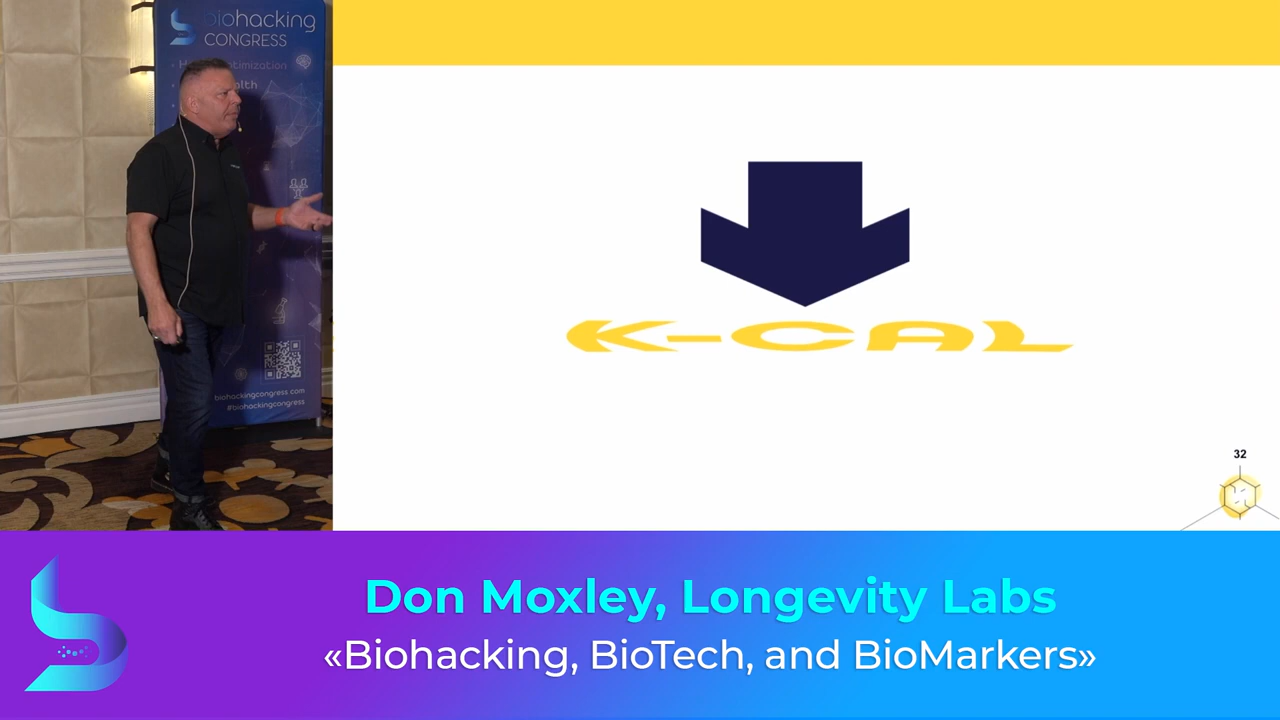 biohacking
CONGRESS
K-CAL
32
biohackingcongress.com
#biohackingcongress
Don Moxley, Longevity Labs
«Biohacking, BioTech, and BioMarkers»